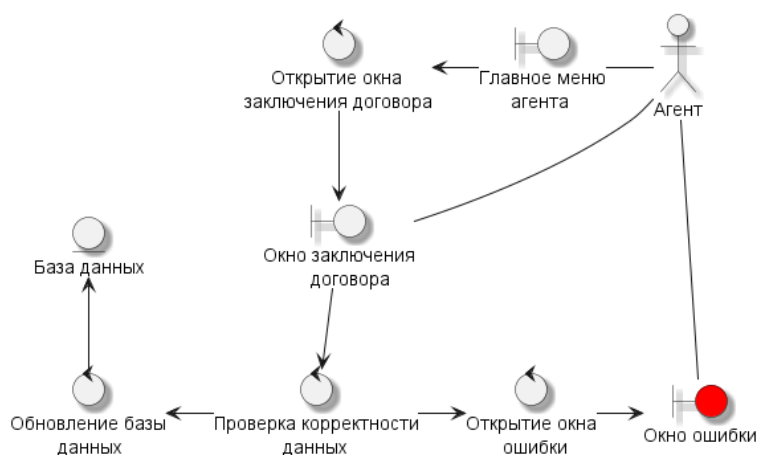 Открытие окна
заключения договора
Главное меню
агента
Агент
Окно заключения
договора
База данных
Обновление базы
данных
Проверка корректности
данных
Открытие окна
ошибки
Окно ошибки